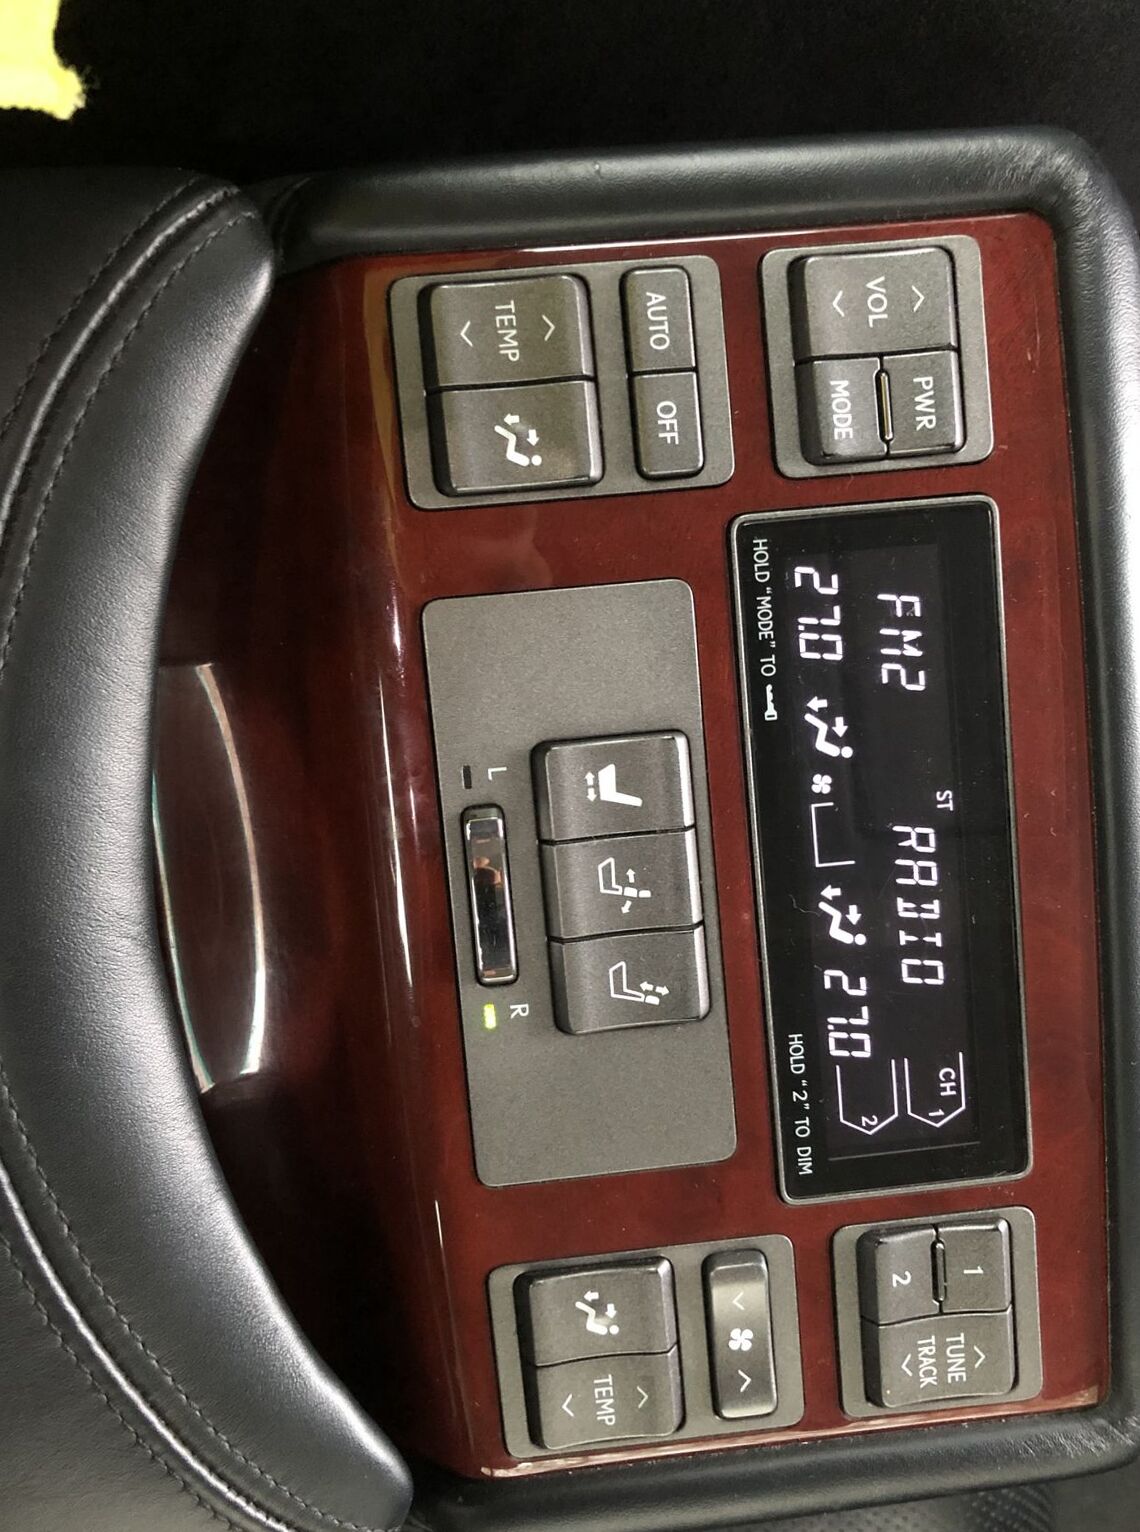 VOL
PWR
MODE
AUTO
OFF
TEMP
FM2
ST RADIO
CH 1
27.0
27.0
2
HOLD "MODE" TO
HOLD "2" TO DIM
L
R
1
2
TUNE
TRACK
TEMP